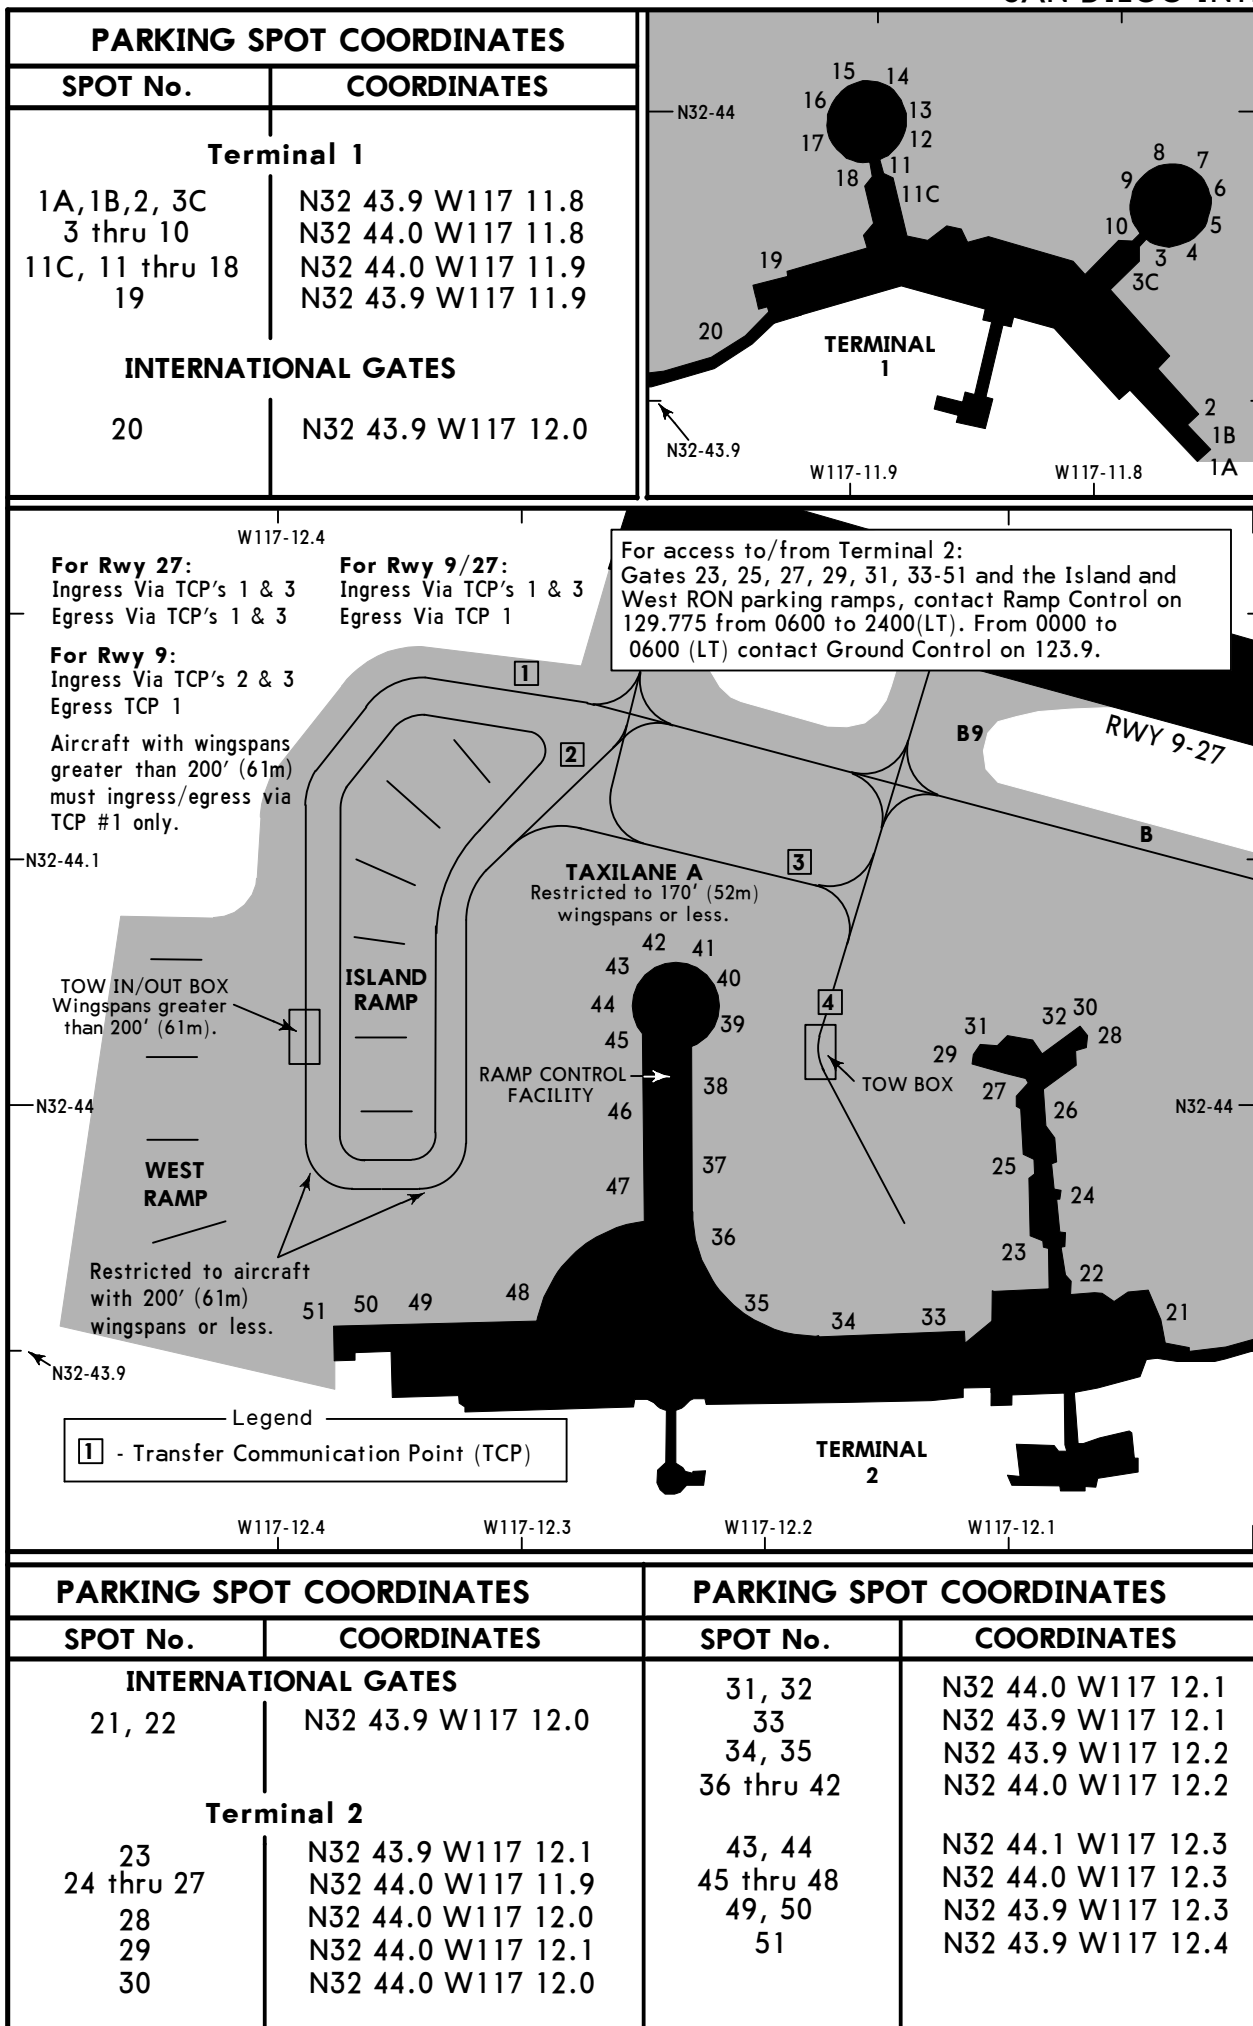 PARKING SPOT COORDINATES
SPOT No. COORDINATES
Terminal 1
1A,1B,2, 3C N32 43.9 W117 11.8
3 thru 10 N32 44.0 W117 11.8
11C, 11 thru 18 N32 44.0 W117 11.9
19 N32 43.9 W117 11.9
INTERNATIONAL GATES
20 N32 43.9 W117 12.0
N32-44
15
14
16
13
17
12
11
18
11C
8
7
9
6
5
10
3
4
3C
19
20
TERMINAL
1
2
1B
1A
N32-43.9
W117-11.9
W117-11.8
W117-12.4
For Rwy 27:
Ingress Via TCP's 1 & 3
Egress Via TCP's 1 & 3
For Rwy 9/27:
Ingress Via TCP's 1 & 3
Egress Via TCP 1
For Rwy 9:
Ingress Via TCP's 2 & 3
Egress TCP 1
Aircraft with wingspans
greater than 200' (61m)
must ingress/egress via
TCP #1 only.
For access to/from Terminal 2:
Gates 23, 25, 27, 29, 31, 33-51 and the Island and
West RON parking ramps, contact Ramp Control on
129.775 from 0600 to 2400(LT). From 0000 to
0600 (LT) contact Ground Control on 123.9.
1
2
B9
RWY 9-27
B
N32-44.1
3
TAXILANE A
Restricted to 170' (52m)
wingspans or less.
42
41
43
40
44
39
45
ISLAND
RAMP
TOW IN/OUT BOX
Wingspans greater
than 200' (61m).
4
TOW BOX
RAMP CONTROL
FACILITY
38
46
37
47
36
31
32
30
28
29
27
26
25
24
23
22
21
N32-44
N32-44
WEST
RAMP
Restricted to aircraft
with 200' (61m)
wingspans or less.
51
50
49
48
35
34
33
N32-43.9
Legend
1 - Transfer Communication Point (TCP)
TERMINAL
2
W117-12.4
W117-12.3
W117-12.2
W117-12.1
PARKING SPOT COORDINATES
SPOT No. COORDINATES
INTERNATIONAL GATES
21, 22 N32 43.9 W117 12.0
Terminal 2
23 N32 43.9 W117 12.1
24 thru 27 N32 44.0 W117 11.9
28 N32 44.0 W117 12.0
29 N32 44.0 W117 12.1
30 N32 44.0 W117 12.0
PARKING SPOT COORDINATES
SPOT No. COORDINATES
31, 32 N32 44.0 W117 12.1
33 N32 43.9 W117 12.1
34, 35 N32 43.9 W117 12.2
36 thru 42 N32 44.0 W117 12.2
43, 44 N32 44.1 W117 12.3
45 thru 48 N32 44.0 W117 12.3
49, 50 N32 43.9 W117 12.3
51 N32 43.9 W117 12.4